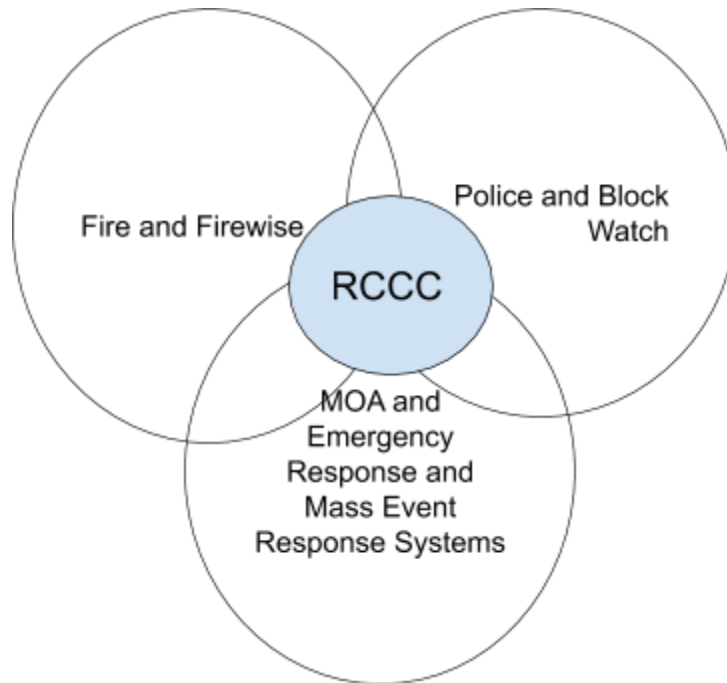 Fire and Firewise
Police and Block
Watch
RCCC
MOA and
Emergency
Response and
Mass Event
Response Systems